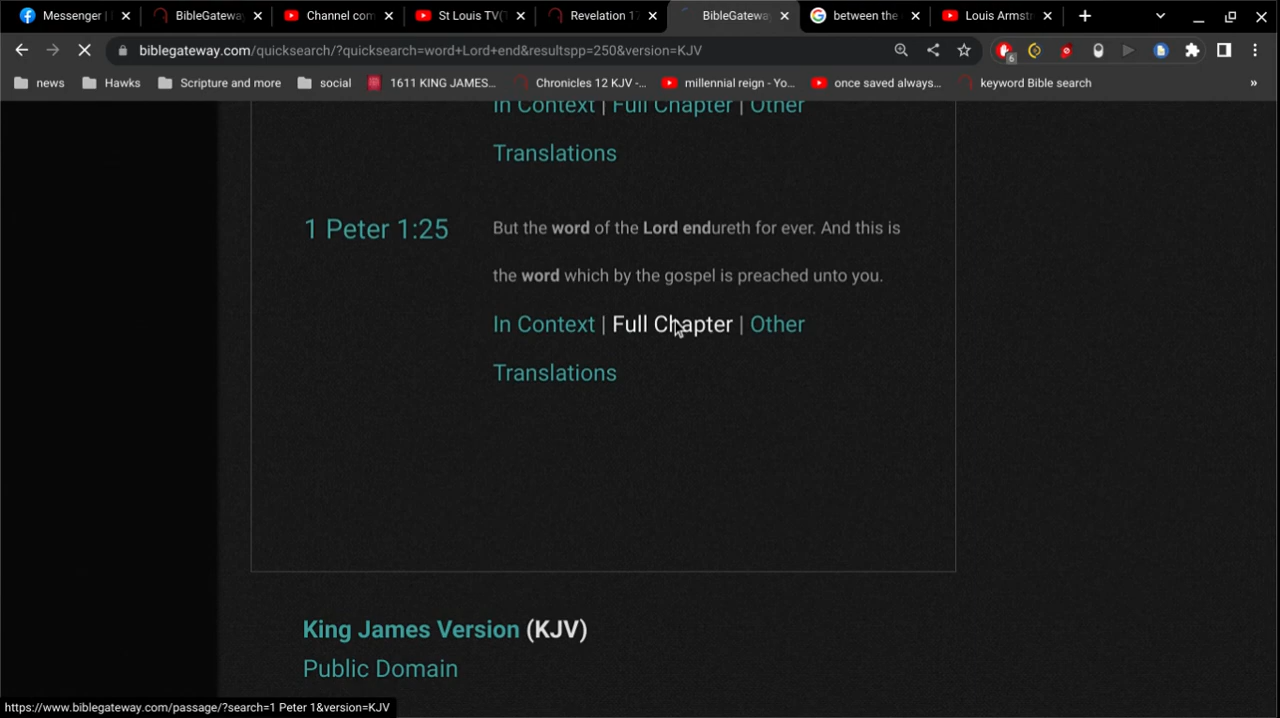 Messenger |
BibleGatewa
Channel con
St Louis TV(
Revelation 1
BibleGateway
between the
Louis Armst
biblegateway.com/quicksearch/?quicksearch=word+Lord+end&resultspp=250&version=KJV
6
news
Hawks
Scripture and more
social
1611 KING JAMES...
Chronicles 12 KJV -...
millennial reign - Yo...
once saved always...
keyword Bible search
»
In Context | Full Chapter | Other
Translations
1 Peter 1:25
But the word of the Lord endureth for ever. And this is
the word which by the gospel is preached unto you.
In Context | Full Chapter | Other
Translations
King James Version (KJV)
Public Domain
https://www.biblegateway.com/passage/?search=1 Peter 1&version=KJV